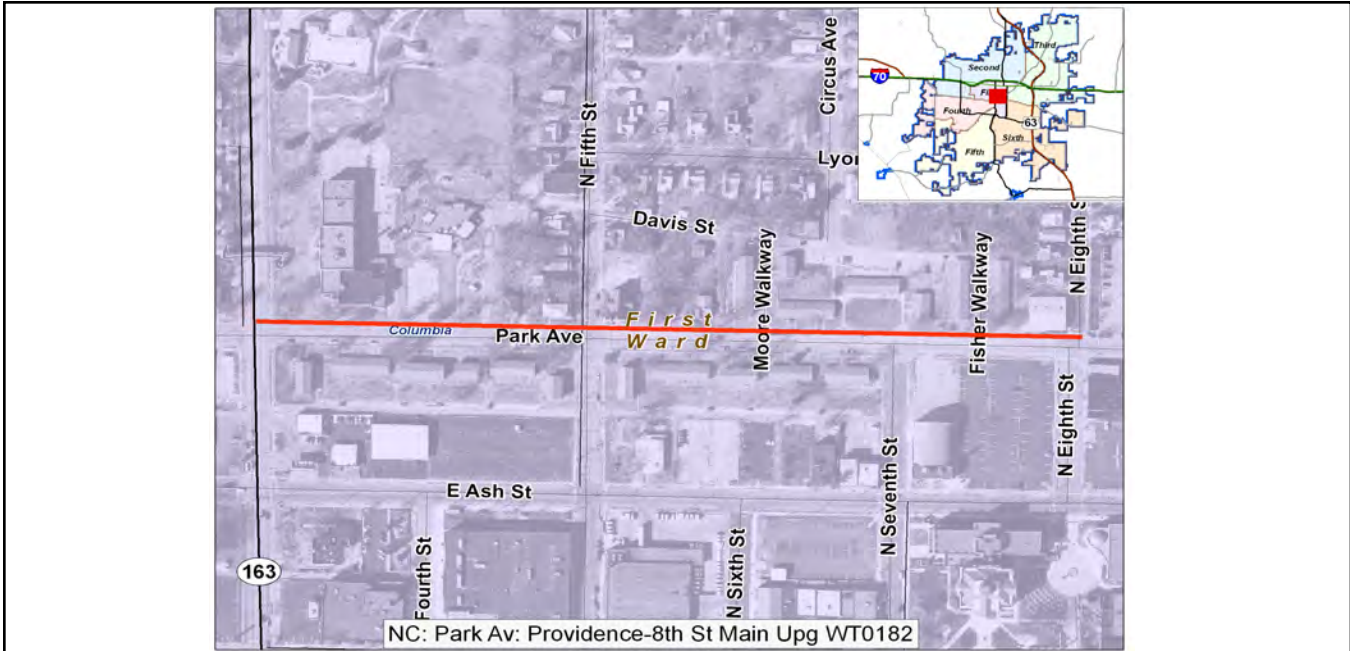 Circus Ave
Third
Second
70
Fi
Fourth
63
Sixth
Fifth
N Fifth St
Lyon
Davis St
Moore Walkway
Fisher Walkway
N Eighth S
First
Ward
Columbia
Park Ave
N Eighth St
N Seventh St
E Ash St
Fourth St
N Sixth St
163
NC: Park Av: Providence-8th St Main Upg WT0182